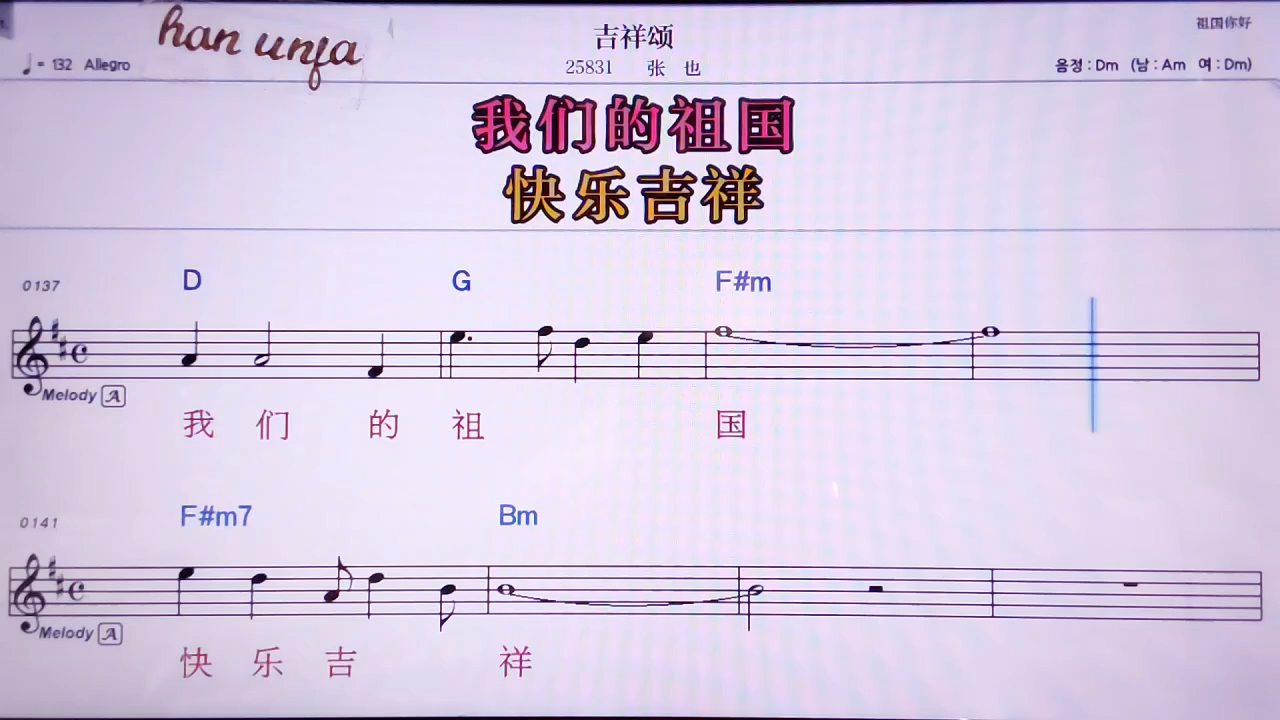 han unfa
吉祥颂
祖国你好
♩= 132 Allegro
25831 张 也
음정 : Dm (남 : Am 여 : Dm)
我们的祖国
快乐吉祥
0137
D G F#m
Melody A
我 们 的 祖 国
0141
F#m7 Bm
Melody A
快 乐 吉 祥